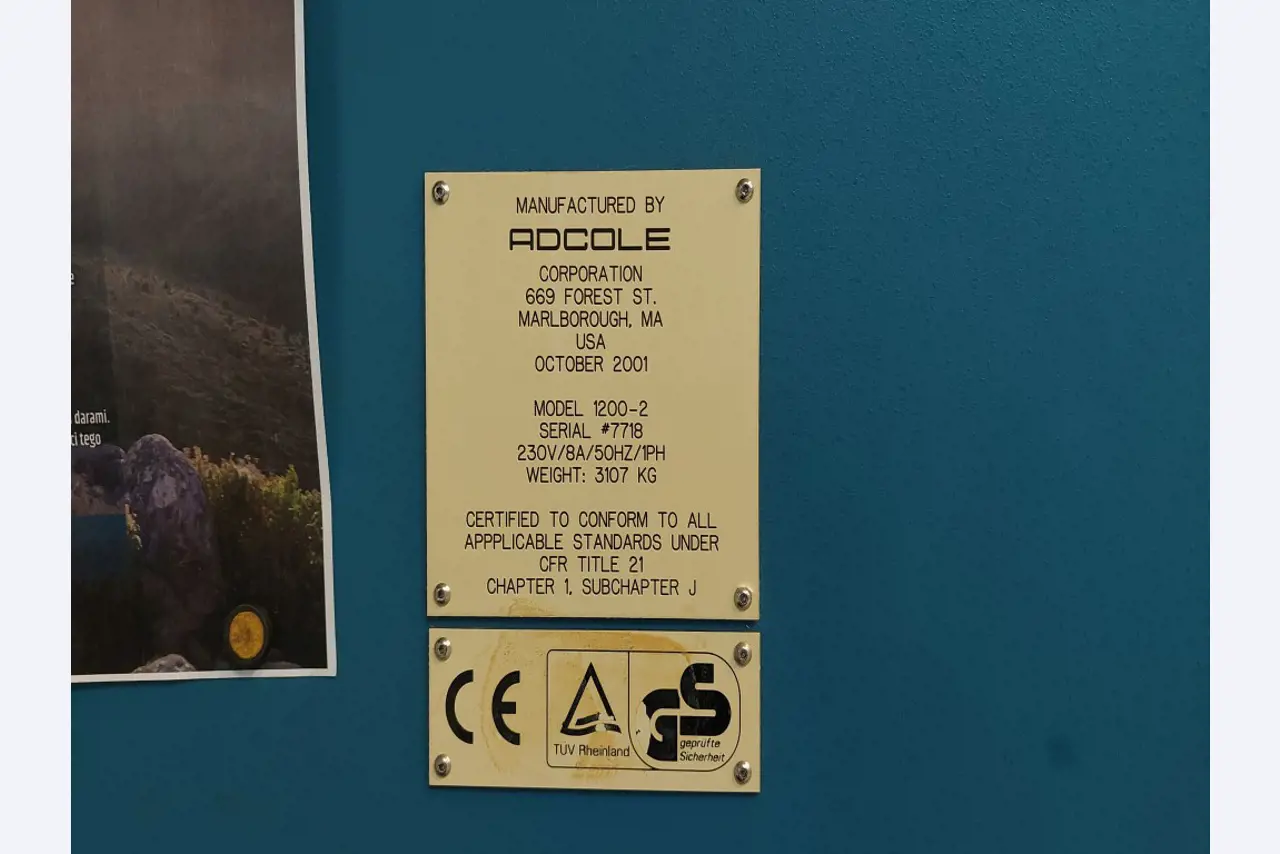 darami.
ci tego
MANUFACTURED BY
ADCOLE
CORPORATION
669 FOREST ST.
MARLBOROUGH, MA
USA
OCTOBER 2001
MODEL 1200-2
SERIAL #7718
230V/8A/50HZ/1PH
WEIGHT: 3107 KG
CERTIFIED TO CONFORM TO ALL
APPPLICABLE STANDARDS UNDER
CFR TITLE 21
CHAPTER 1, SUBCHAPTER J
CE
TÜV Rheinland
GS
geprüfte
Sicherheit